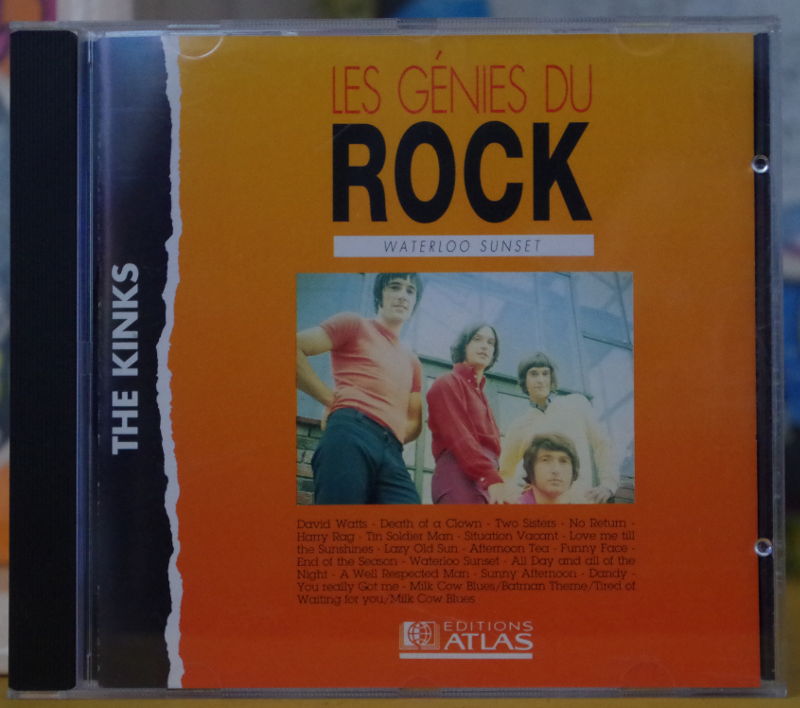 THE KINKS
LES GÉNIES DU
ROCK
WATERLOO SUNSET
David Watts - Death of a Clown - Two Sisters - No Return -
Harry Rag - Tin Soldier Man - Situation Vacant - Love me till
the Sunshines - Lazy Old Sun - Afternoon Tea - Funny Face -
End of the Season - Waterloo Sunset - All Day and all of the
Night - A Well Respected Man - Sunny Afternoon - Dandy -
You really Got me - Milk Cow Blues/Batman Theme/Tired of
Waiting for you/Milk Cow Blues
EDITIONS
ATLAS